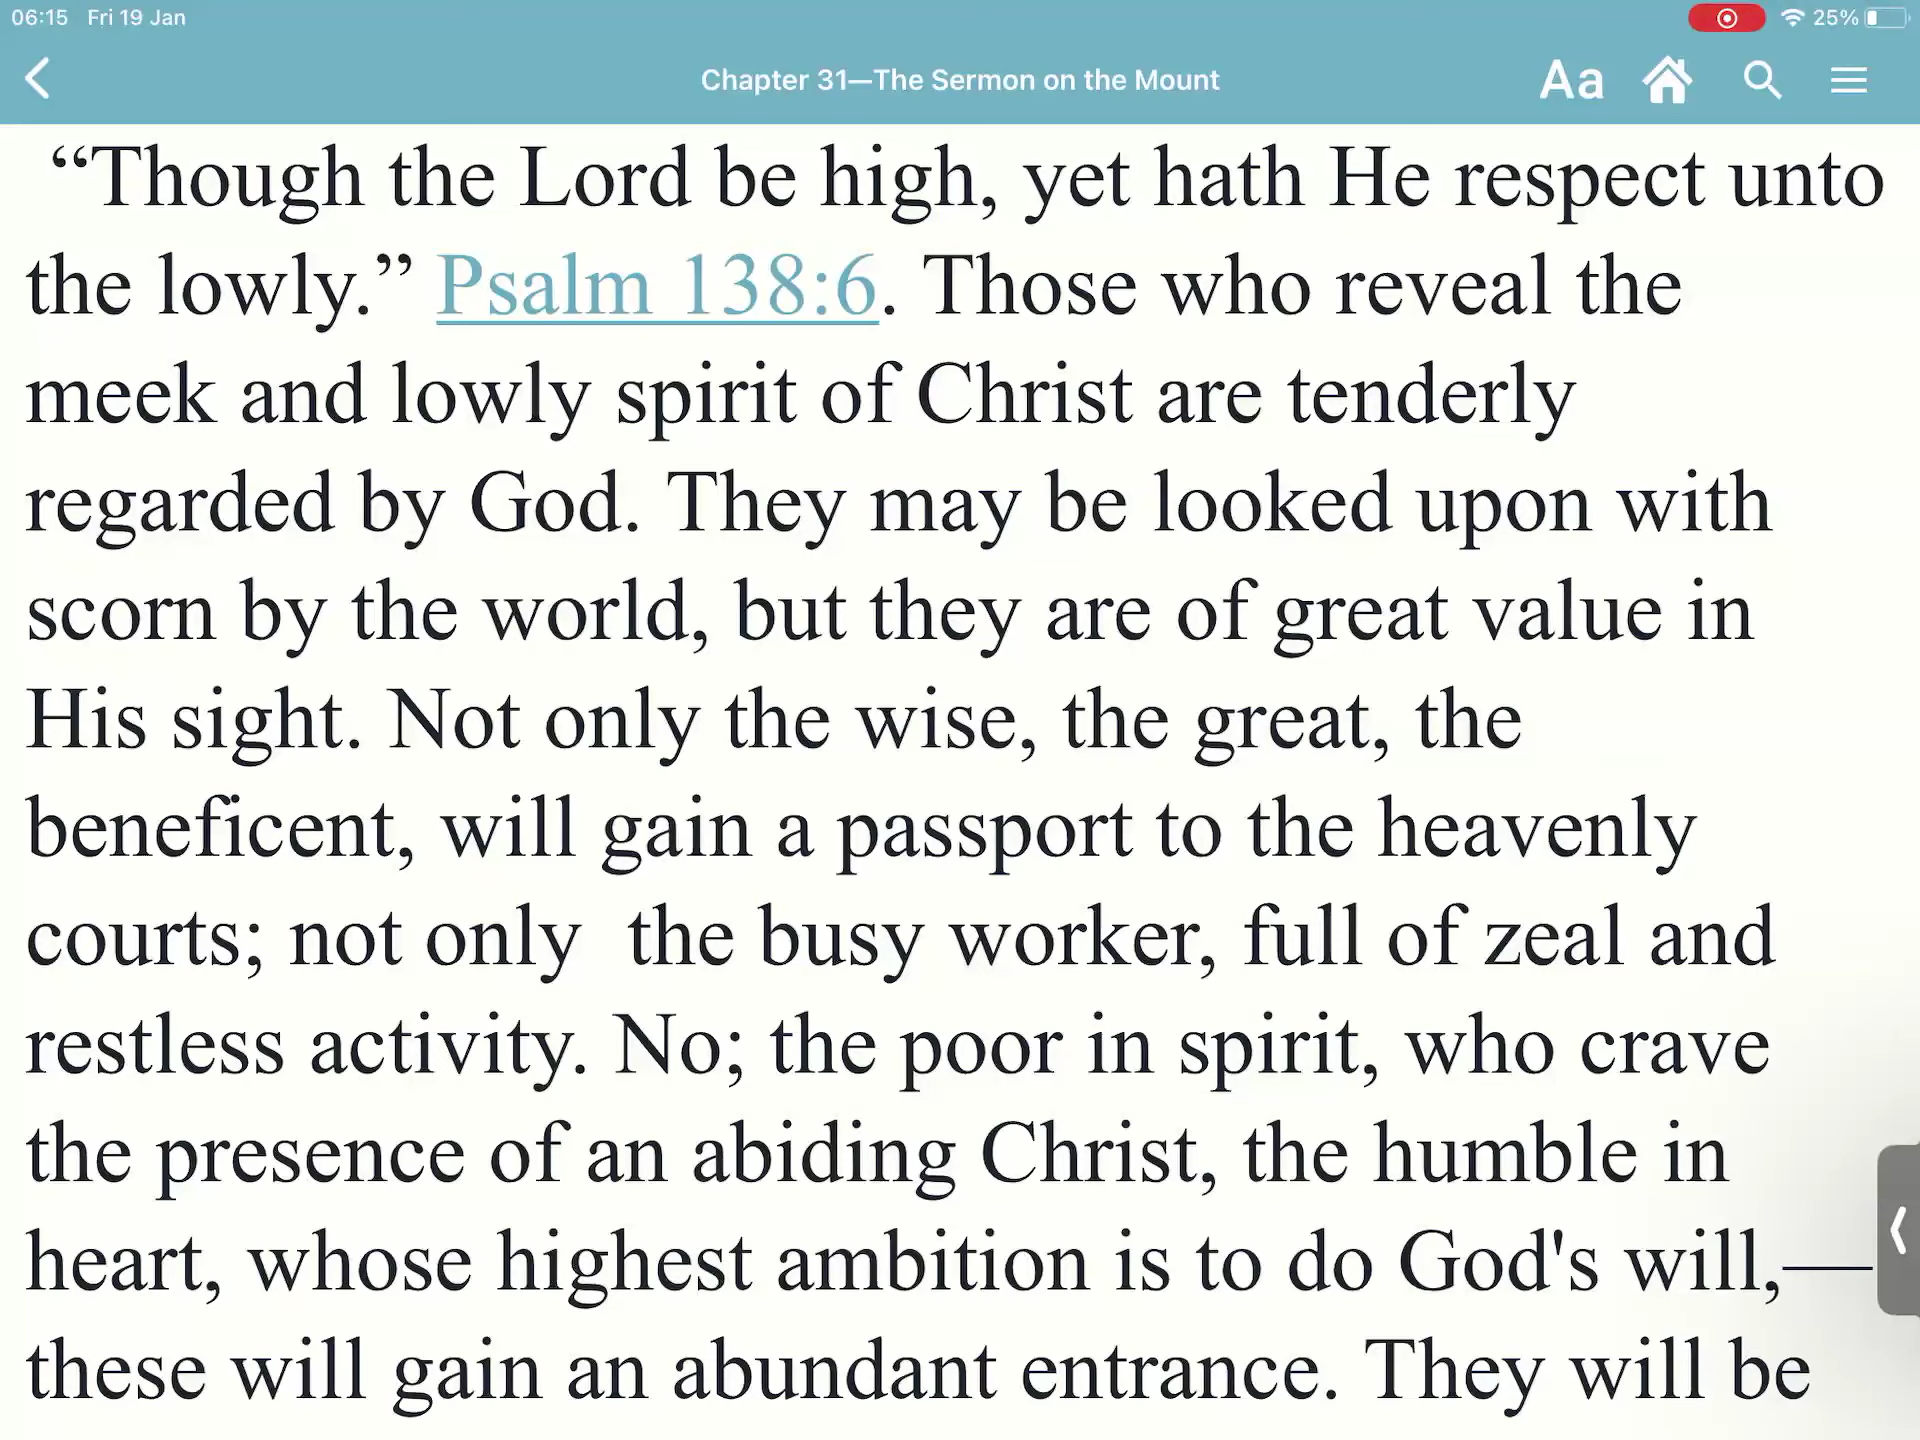 06:15 Fri 19 Jan 25%
Chapter 31—The Sermon on the Mount Aa
“Though the Lord be high, yet hath He respect unto
the lowly.” Psalm 138:6. Those who reveal the
meek and lowly spirit of Christ are tenderly
regarded by God. They may be looked upon with
scorn by the world, but they are of great value in
His sight. Not only the wise, the great, the
beneficent, will gain a passport to the heavenly
courts; not only the busy worker, full of zeal and
restless activity. No; the poor in spirit, who crave
the presence of an abiding Christ, the humble in
heart, whose highest ambition is to do God's will,—
these will gain an abundant entrance. They will be